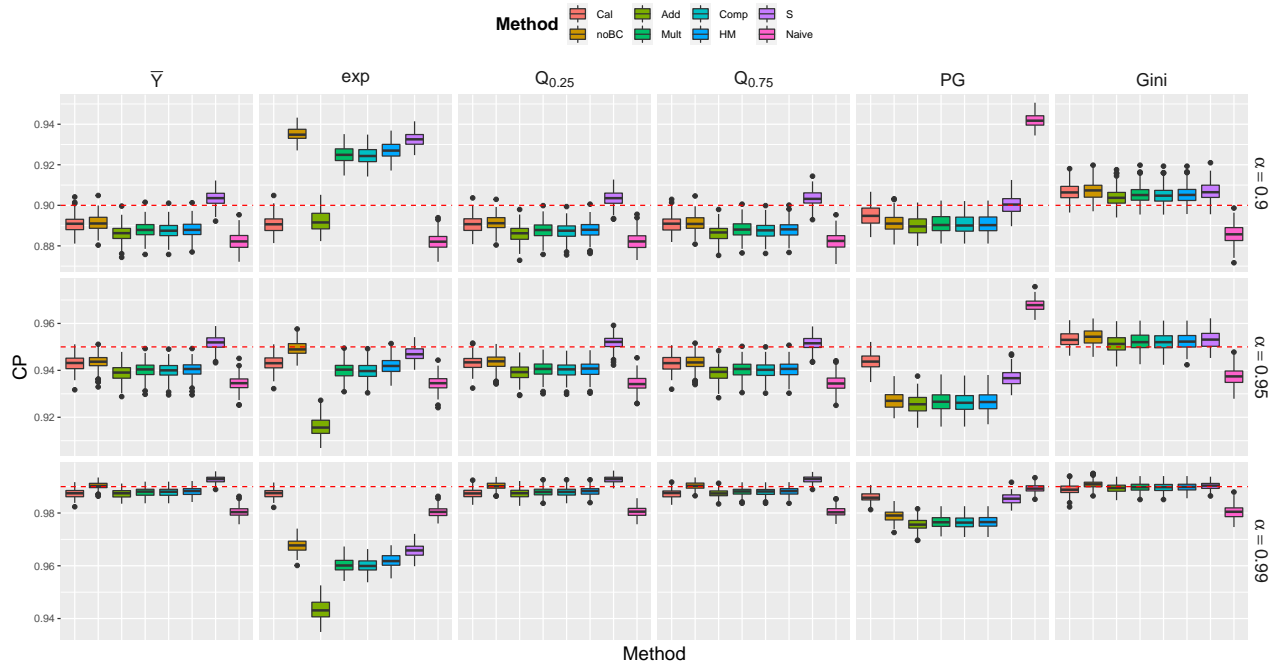 Method
Cal Add Comp S
noBC Mult HM Naive
Y̅ exp Q0.25 Q0.75 PG Gini
0.94
0.92
0.90
0.88
α = 0.9
0.96
0.94
0.92
α = 0.95
CP
0.98
0.96
0.94
α = 0.99
Method